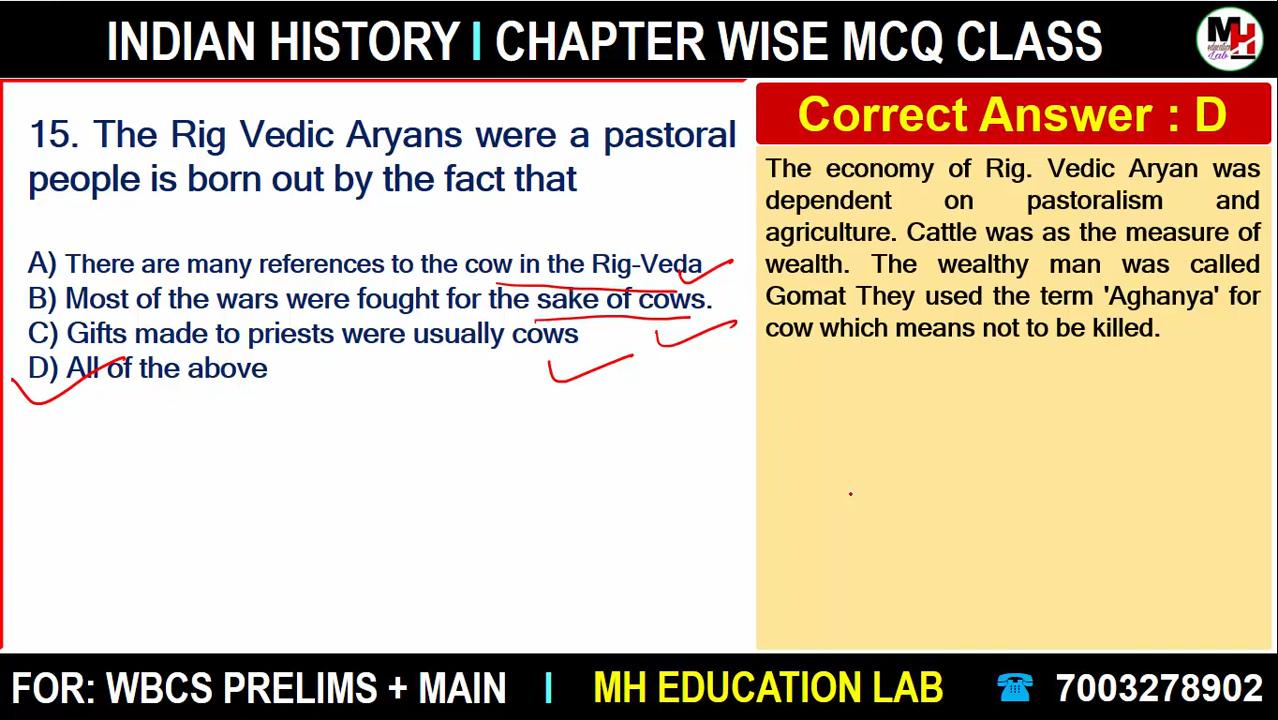 INDIAN HISTORY I CHAPTER WISE MCQ CLASS
MH
education
Lab
15. The Rig Vedic Aryans were a pastoral
people is born out by the fact that
A) There are many references to the cow in the Rig-Veda
B) Most of the wars were fought for the sake of cows.
C) Gifts made to priests were usually cows
D) All of the above
Correct Answer : D
The economy of Rig. Vedic Aryan was
dependent on pastoralism and
agriculture. Cattle was as the measure of
wealth. The wealthy man was called
Gomat They used the term 'Aghanya' for
cow which means not to be killed.
FOR: WBCS PRELIMS + MAIN I MH EDUCATION LAB ☎ 7003278902